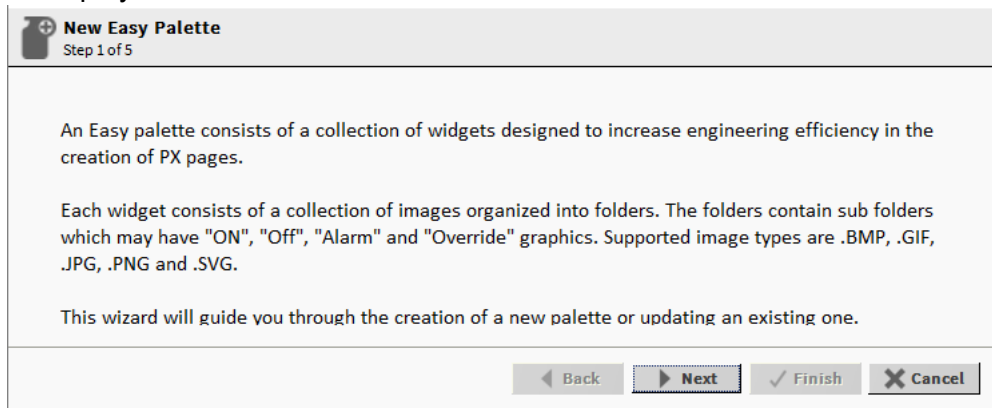 New Easy Palette
Step 1 of 5
An Easy palette consists of a collection of widgets designed to increase engineering efficiency in the
creation of PX pages.
Each widget consists of a collection of images organized into folders. The folders contain sub folders
which may have "ON", "Off", "Alarm" and "Override" graphics. Supported image types are .BMP, .GIF,
.JPG, .PNG and .SVG.
This wizard will guide you through the creation of a new palette or updating an existing one.
Back Next Finish Cancel